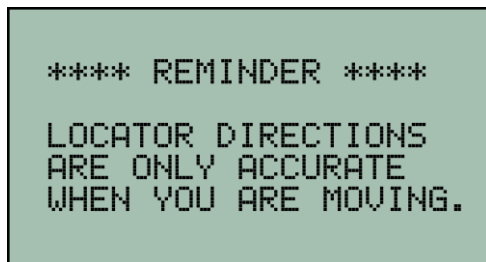 **** REMINDER ****
LOCATOR DIRECTIONS
ARE ONLY ACCURATE
WHEN YOU ARE MOVING.